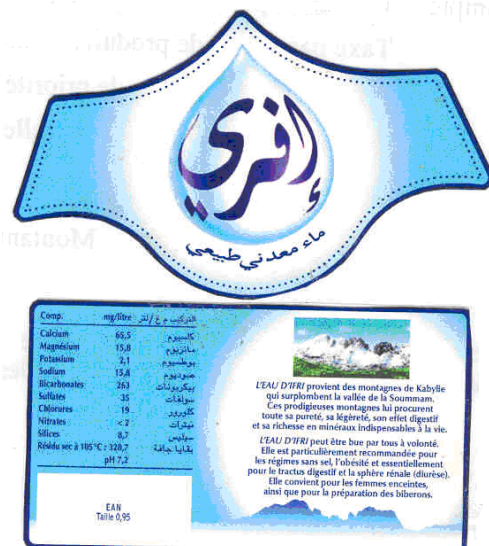 Taxe
إفري
ماء معدني طبيعي
Comp. mg/litre التركيب م غ/لتر
Calcium 65,5 كالسيوم
Magnésium 15,8 مانزيوم
Potassium 2,1 بوطسيوم
Sodium 15,8 صوديوم
Bicarbonates 263 بيكربونات
Sulfates 35 سولفات
Chlorures 19 كلورور
Nitrates < 2 نيترات
Silices 8,7 سيليس
Résidu sec à 105°C : 328,7 بقايا جافة
pH 7,2
EAN
Taille 0,95
L'EAU D'IFRI provient des montagnes de Kabylle
qui surplombent la vallée de la Soummam.
Ces prodigieuses montagnes lui procurent
toute sa pureté, sa légèreté, son effet digestif
et sa richesse en minéraux indispensables à la vie.
L'EAU D'IFRI peut être bue par tous à volonté.
Elle est particulièrement recommandée pour
les régimes sans sel, l'obésité et essentiellement
pour le tractus digestif et la sphère rénale (diurèse).
Elle convient pour les femmes enceintes,
ainsi que pour la préparation des biberons.